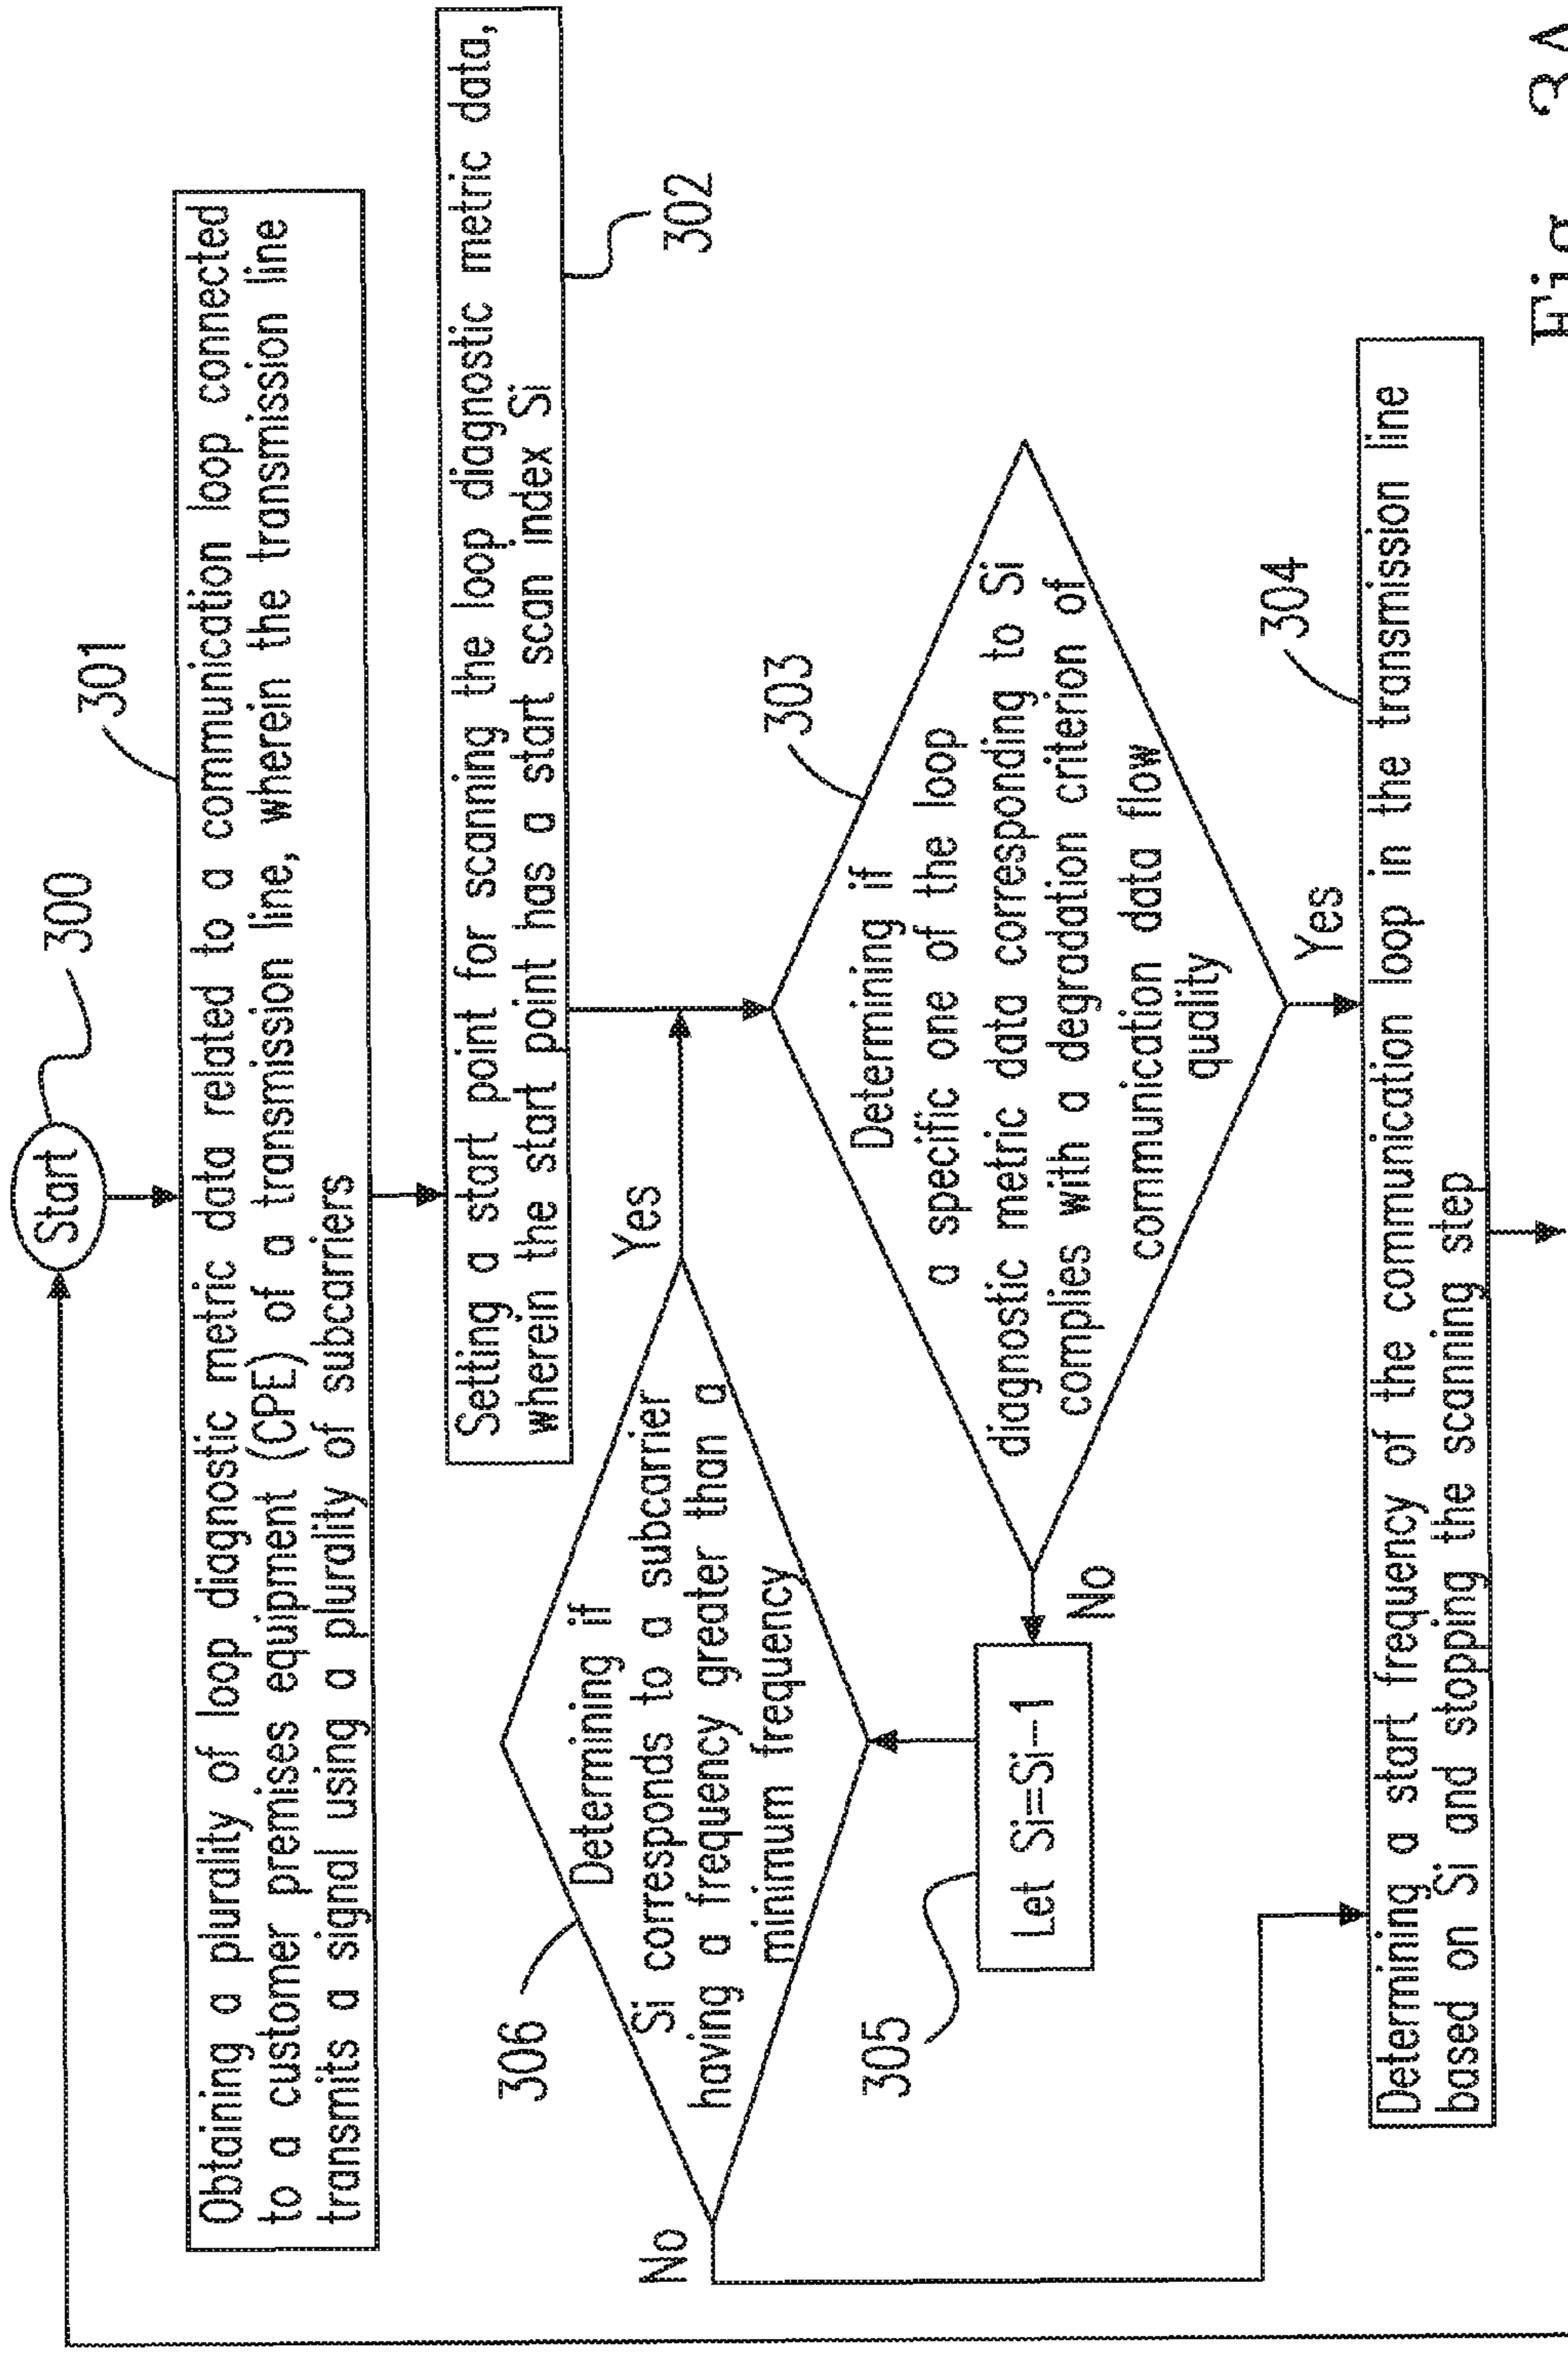 Start
300
301
Obtaining a plurality of loop diagnostic metric data related to a communication loop connected
to a customer premises equipment (CPE) of a transmission line, wherein the transmission line
transmits a signal using a plurality of subcarriers
Setting a start point for scanning the loop diagnostic metric data,
wherein the start point has a start scan index Si
302
306
Determining if
Si corresponds to a subcarrier
having a frequency greater than a
minimum frequency
Yes
No
303
Determining if
a specific one of the loop
diagnostic metric data corresponding to Si
complies with a degradation criterion of
communication data flow
quality
No
Yes
305
Let Si=Si-1
304
Determining a start frequency of the communication loop in the transmission line
based on Si and stopping the scanning step